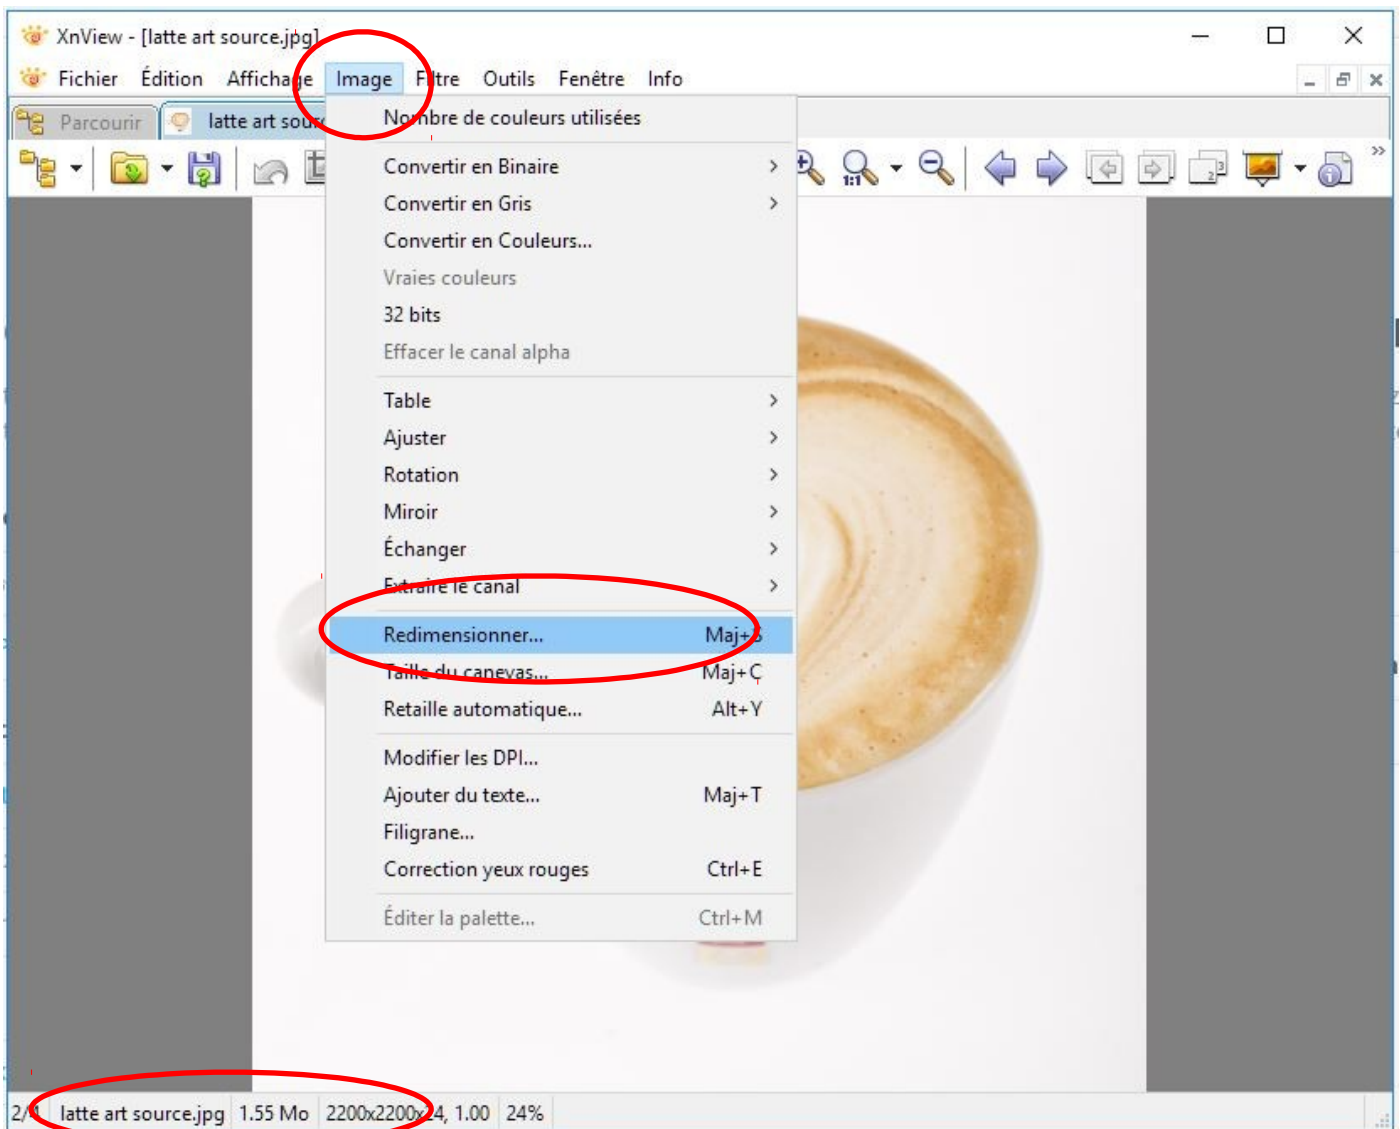 XnView - [latte art source.jpg]
Fichier Édition Affichage Image Filtre Outils Fenêtre Info
Parcourir latte art sour
Nombre de couleurs utilisées
Convertir en Binaire
Convertir en Gris
Convertir en Couleurs...
Vraies couleurs
32 bits
Effacer le canal alpha
Table
Ajuster
Rotation
Miroir
Échanger
Extraire le canal
Redimensionner... Maj+S
Taille du canevas... Maj+C
Retaille automatique... Alt+Y
Modifier les DPI...
Ajouter du texte... Maj+T
Filigrane...
Correction yeux rouges Ctrl+E
Éditer la palette... Ctrl+M
1:1
2/4 latte art source.jpg 1.55 Mo 2200x2200x24, 1.00 24%